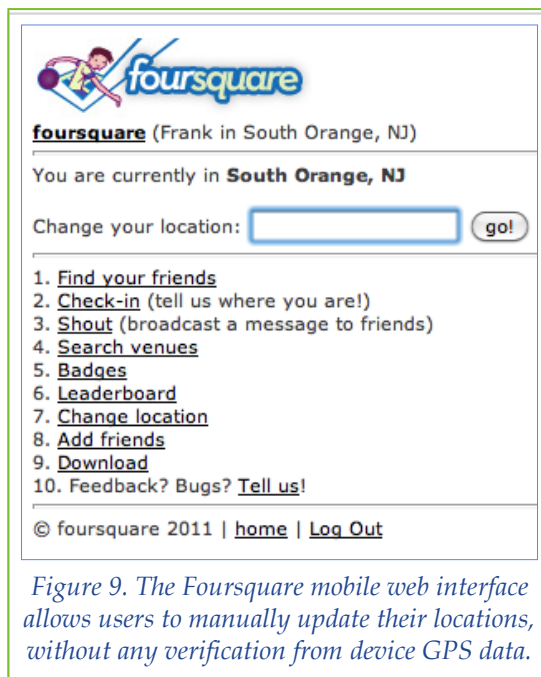 foursquare
foursquare (Frank in South Orange, NJ)
You are currently in South Orange, NJ
Change your location: go!
1. Find your friends
2. Check-in (tell us where you are!)
3. Shout (broadcast a message to friends)
4. Search venues
5. Badges
6. Leaderboard
7. Change location
8. Add friends
9. Download
10. Feedback? Bugs? Tell us!
© foursquare 2011 | home | Log Out
Figure 9. The Foursquare mobile web interface
allows users to manually update their locations,
without any verification from device GPS data.